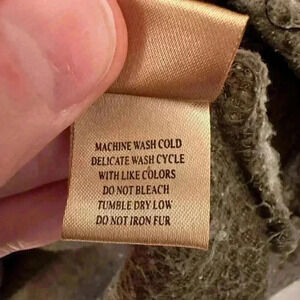 MACHINE WASH COLD
DELICATE WASH CYCLE
WITH LIKE COLORS
DO NOT BLEACH
TUMBLE DRY LOW
DO NOT IRON FUR